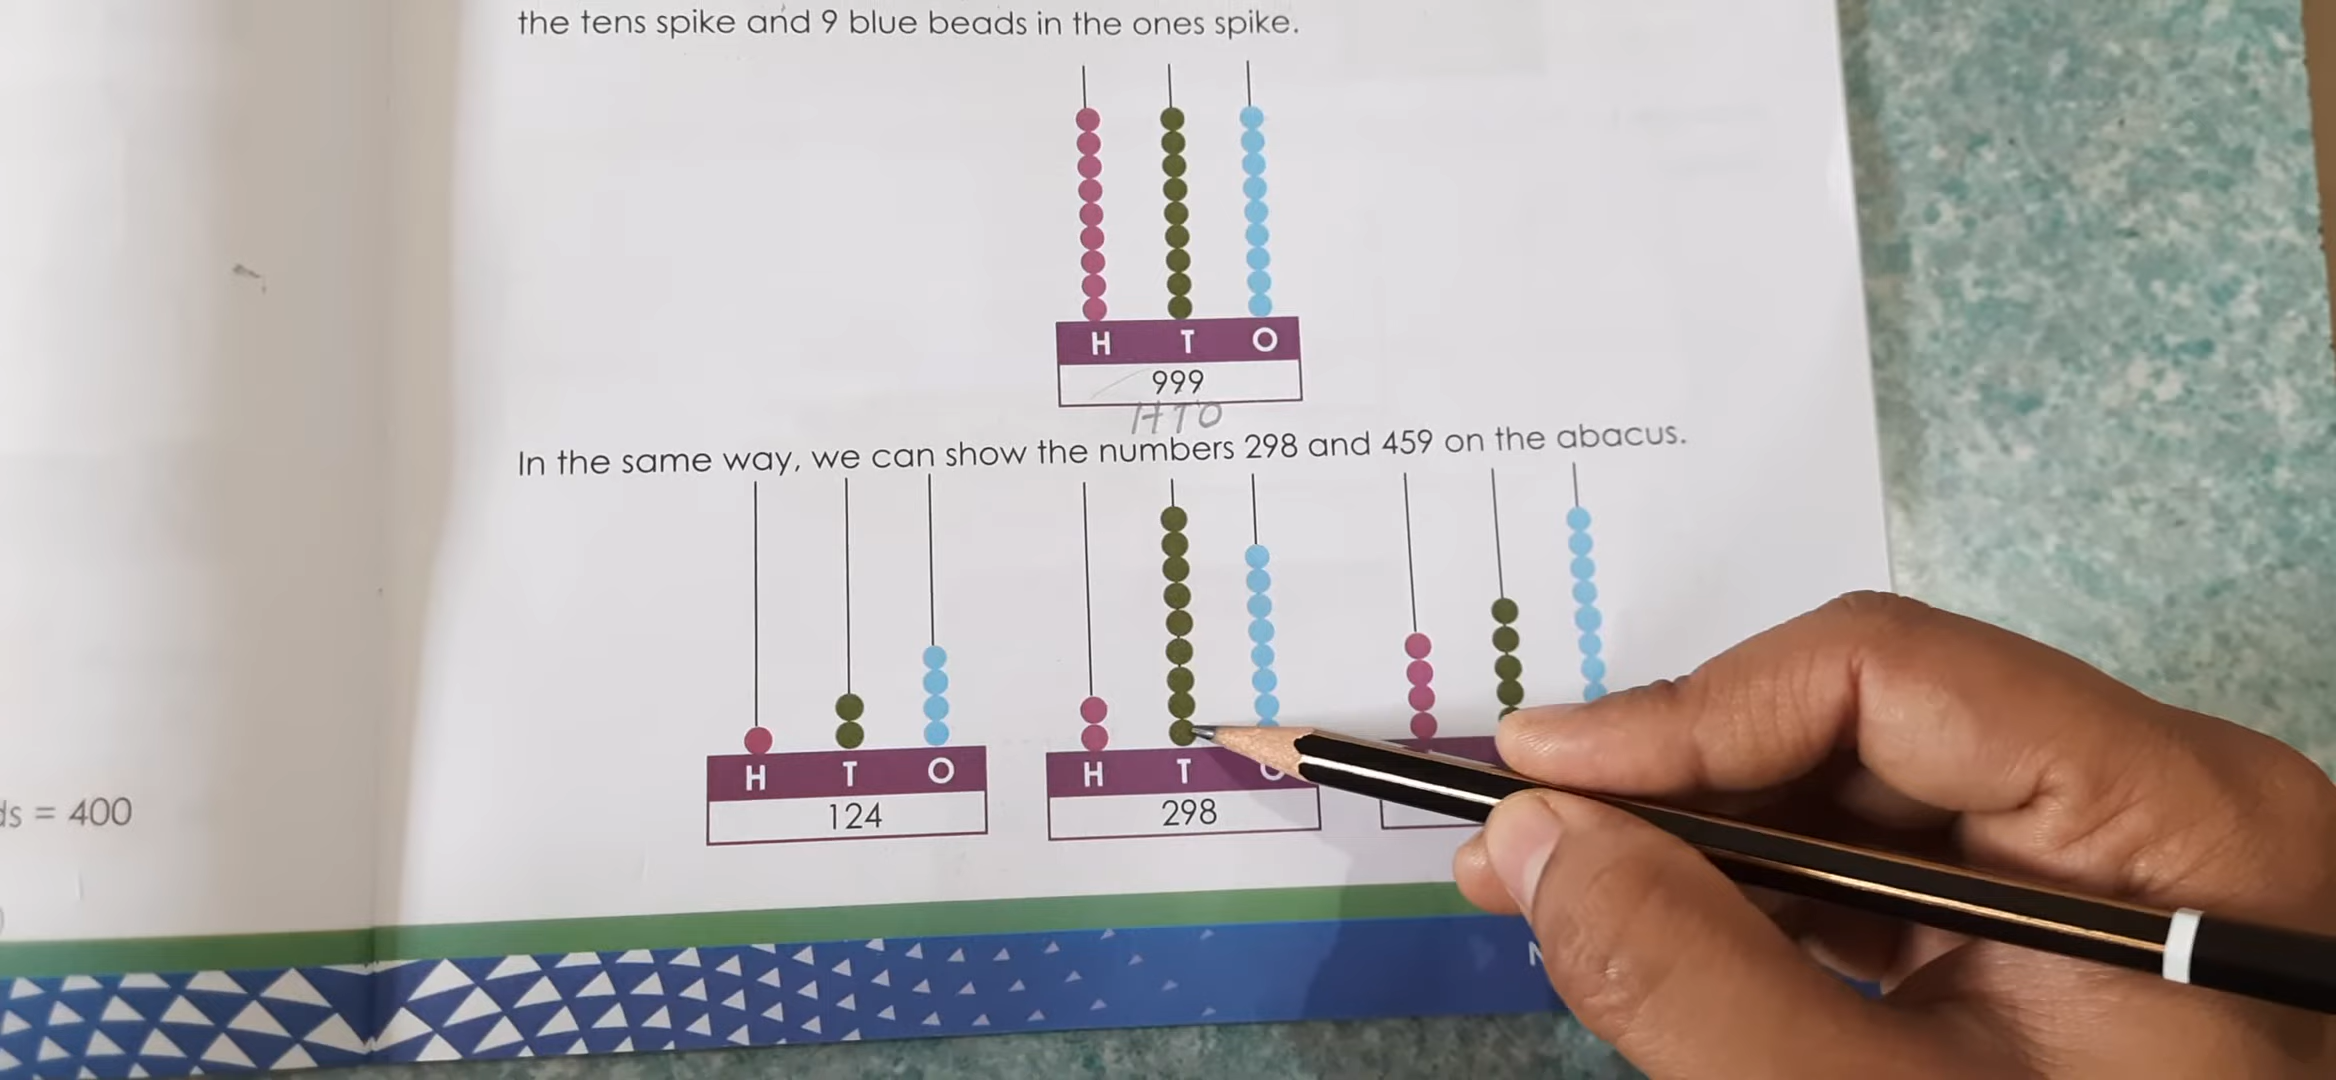 the tens spike and 9 blue beads in the ones spike.
H T O
999
HTO
In the same way, we can show the numbers 298 and 459 on the abacus.
H T O
124
H T O
298
= 400